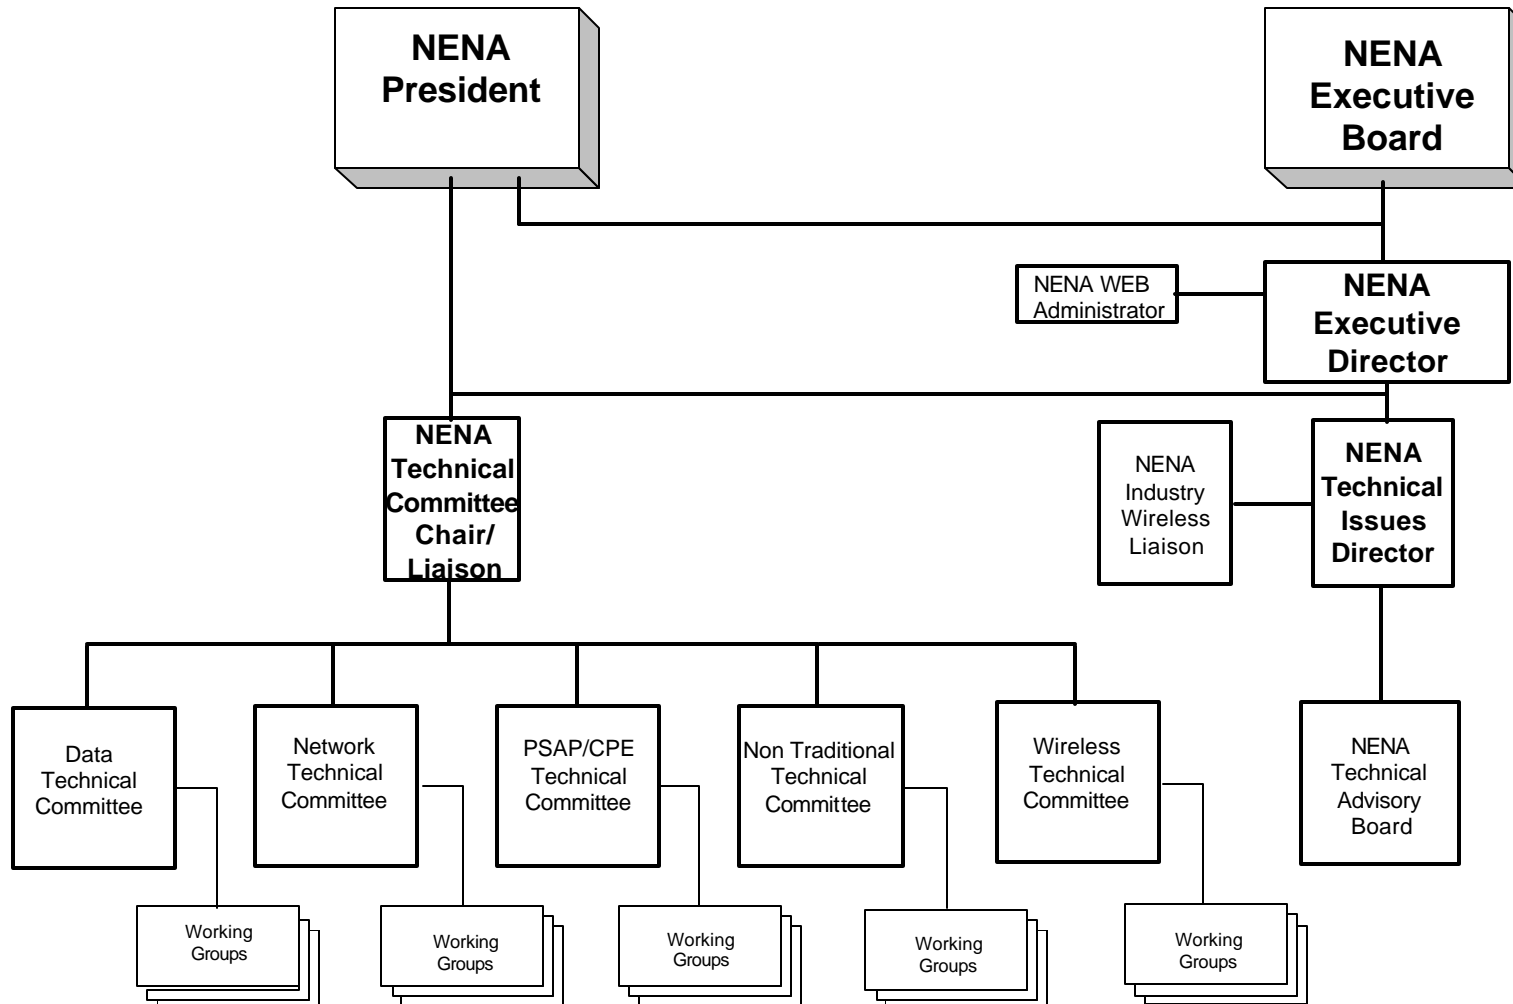 NENA
President
NENA
Executive
Board
NENA WEB
Administrator
NENA
Executive
Director
NENA
Technical
Committee
Chair/
Liaison
NENA
Industry
Wireless
Liaison
NENA
Technical
Issues
Director
Data
Technical
Committee
Network
Technical
Committee
PSAP/CPE
Technical
Committee
Non Traditional
Technical
Committee
Wireless
Technical
Committee
NENA
Technical
Advisory
Board
Working
Groups
Working
Groups
Working
Groups
Working
Groups
Working
Groups